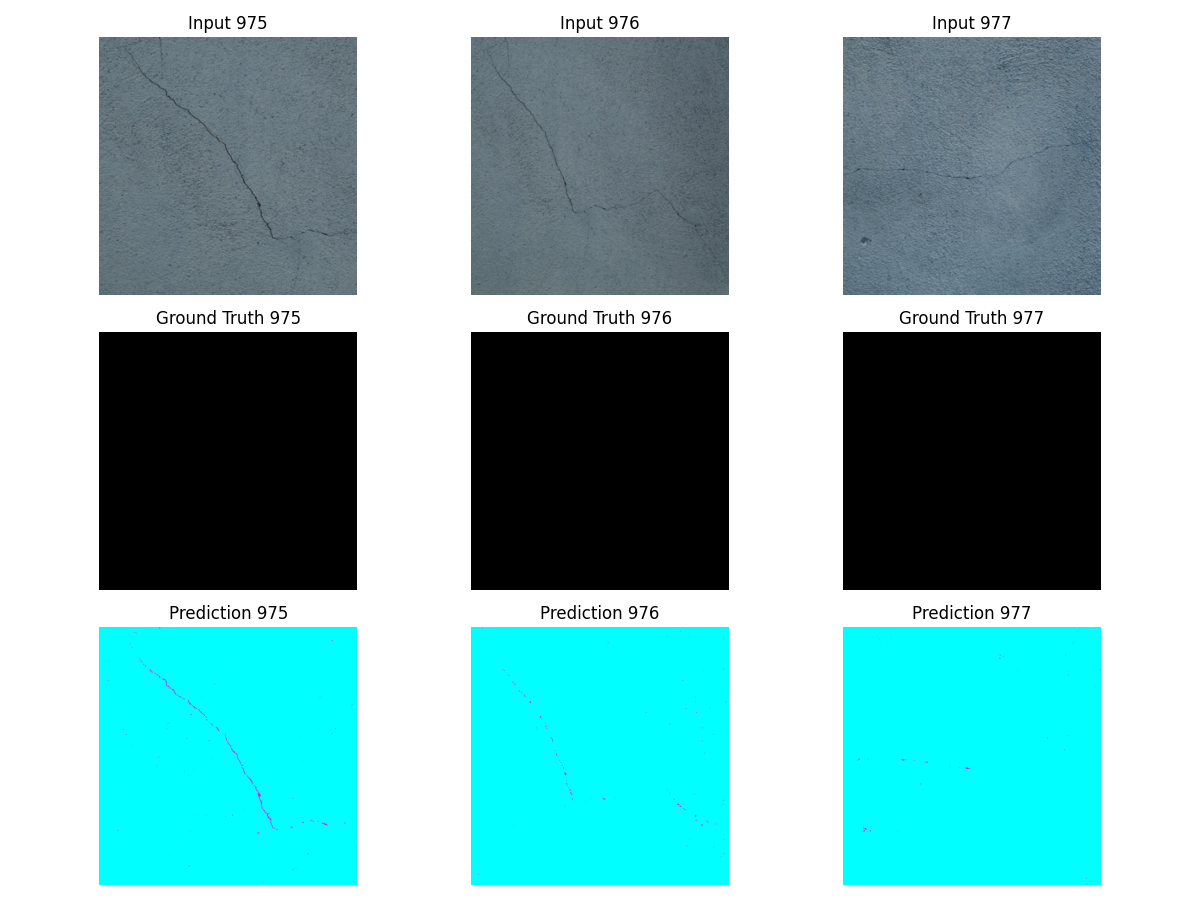 Input 975
Input 976
Input 977
Ground Truth 975
Ground Truth 976
Ground Truth 977
Prediction 975
Prediction 976
Prediction 977